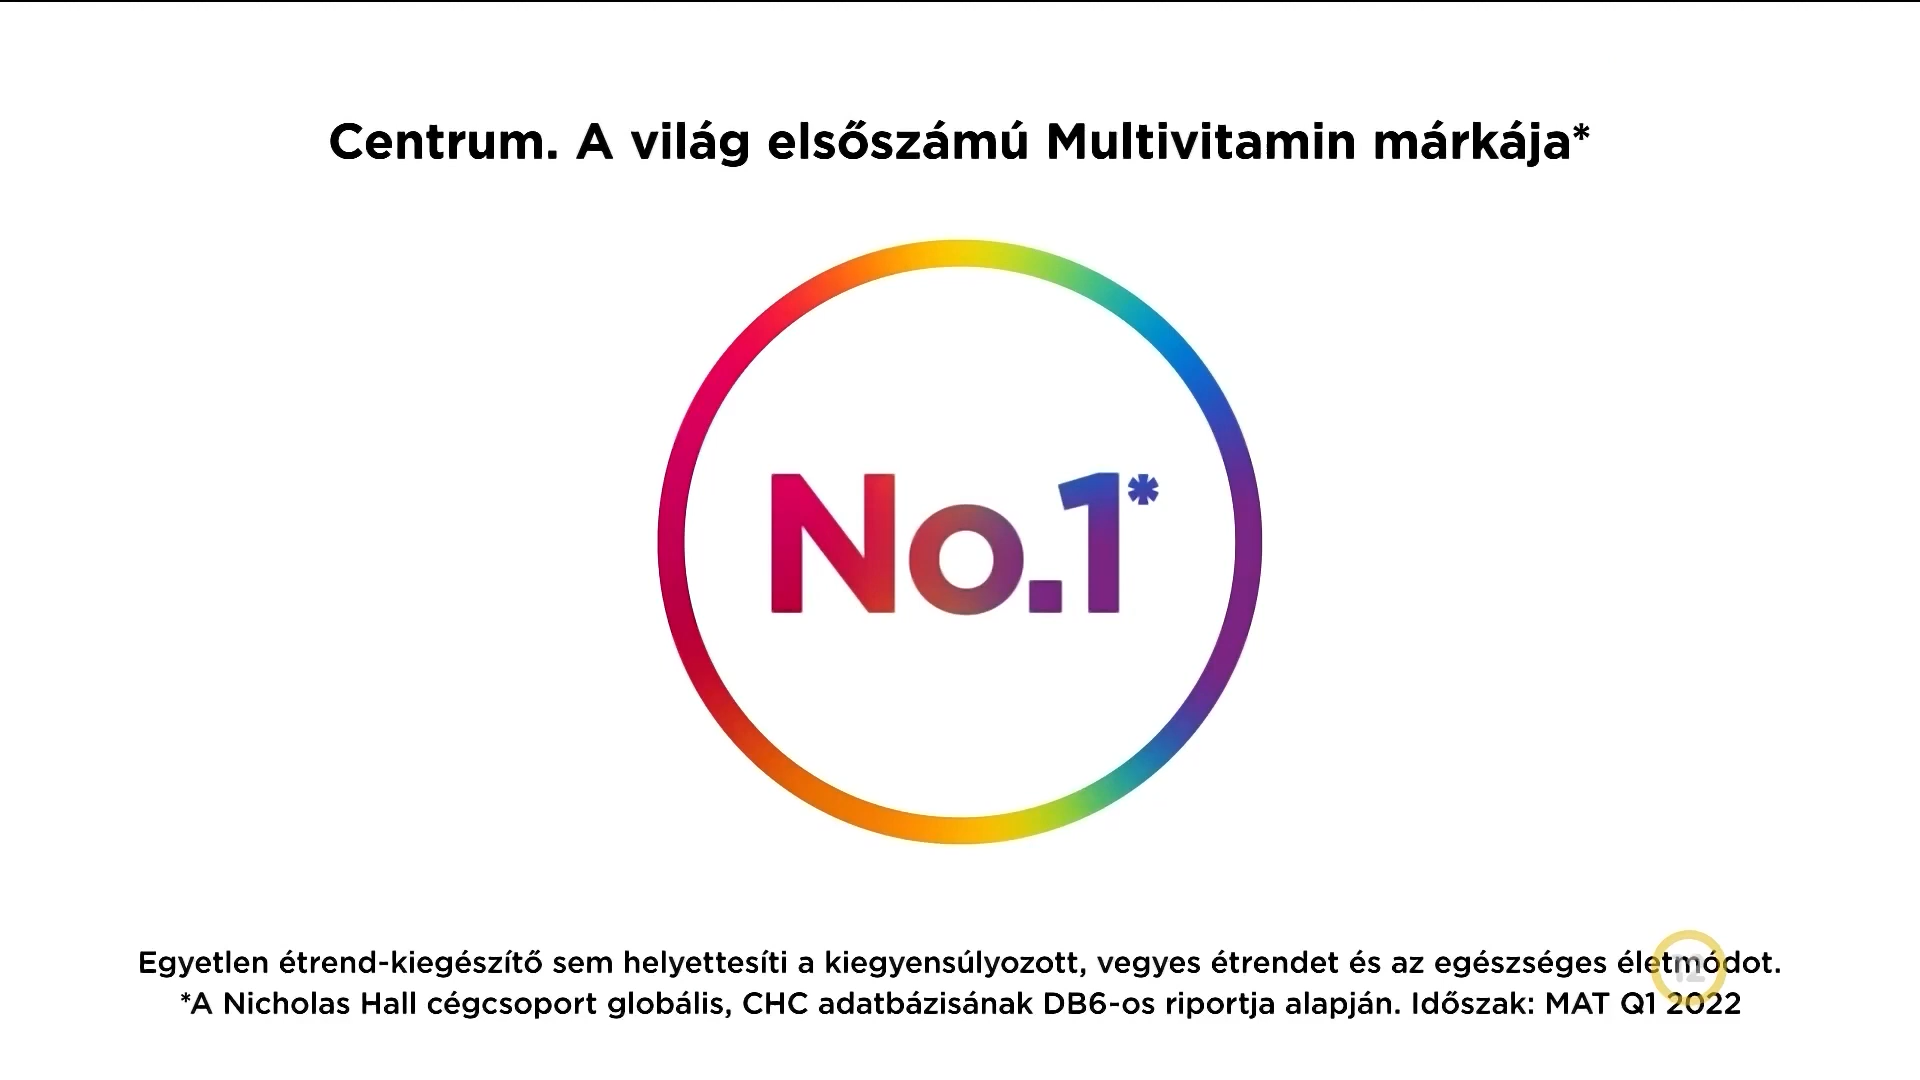 Centrum. A világ elsőszámú Multivitamin márkája*
No.1*
Egyetlen étrend-kiegészítő sem helyettesíti a kiegyensúlyozott, vegyes étrendet és az egészséges életmódot.
12
*A Nicholas Hall cégcsoport globális, CHC adatbázisának DB6-os riportja alapján. Időszak: MAT Q1 2022